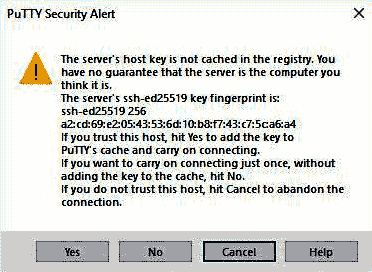 PuTTY Security Alert
The server's host key is not cached in the registry. You
have no guarantee that the server is the computer you
think it is.
The server's ssh-ed25519 key fingerprint is:
ssh-ed25519 256
a2:cd:69:e2:05:43:53:6d:10:b8:f7:43:c7:5c:a6:a4
If you trust this host, hit Yes to add the key to
PuTTY's cache and carry on connecting.
If you want to carry on connecting just once, without
adding the key to the cache, hit No.
If you do not trust this host, hit Cancel to abandon the
connection.
Yes No Cancel Help